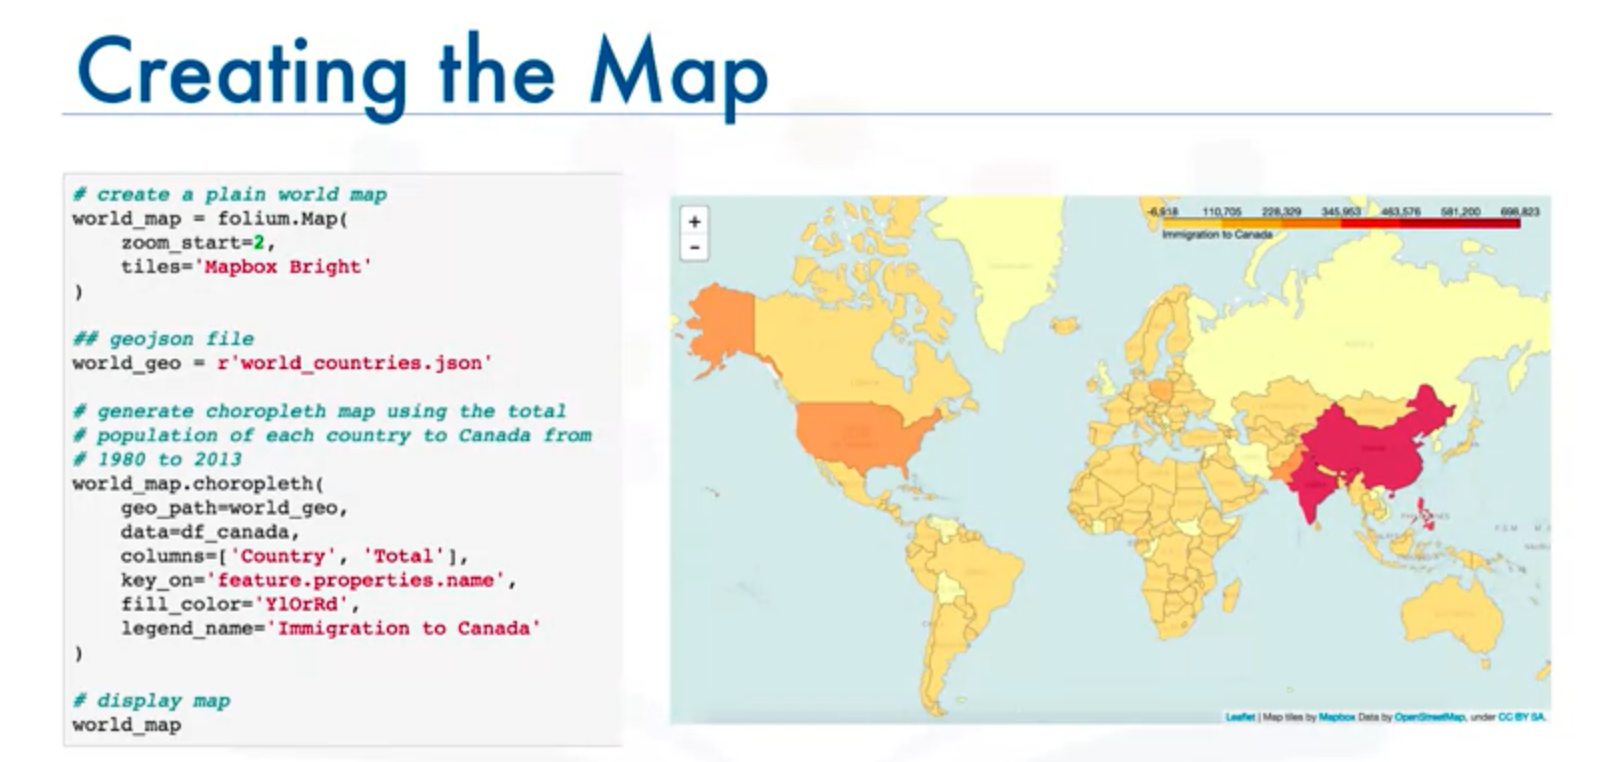 Creating the Map
# create a plain world map
world_map = folium.Map(
    zoom_start=2,
    tiles='Mapbox Bright'
)
## geojson file
world_geo = r'world_countries.json'
# generate choropleth map using the total
# population of each country to Canada from
# 1980 to 2013
world_map.choropleth(
    geo_path=world_geo,
    data=df_canada,
    columns=['Country', 'Total'],
    key_on='feature.properties.name',
    fill_color='YlOrRd',
    legend_name='Immigration to Canada'
)
# display map
world_map
+
−
-6,918 110,705 228,329 345,953 463,576 581,200 698,823
Immigration to Canada
Leaflet | Map tiles by Mapbox Data by OpenStreetMap, under CC BY SA.